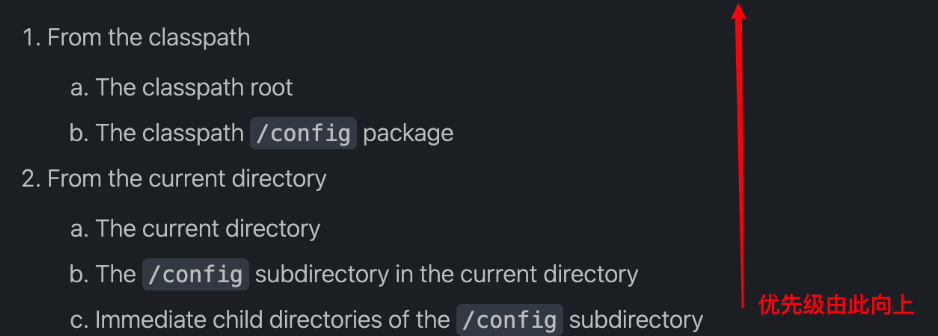 1. From the classpath
a. The classpath root
b. The classpath /config package
2. From the current directory
a. The current directory
b. The /config subdirectory in the current directory
c. Immediate child directories of the /config subdirectory
优先级由此向上